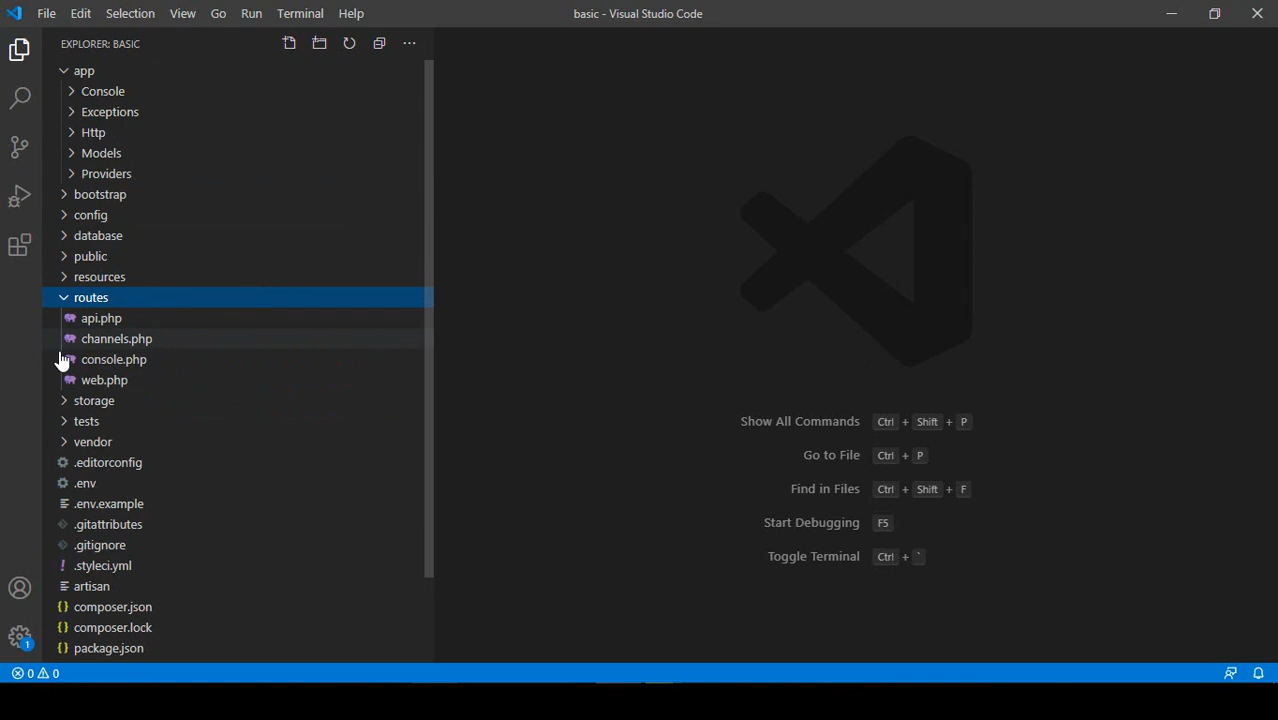 File Edit Selection View Go Run Terminal Help basic - Visual Studio Code
EXPLORER: BASIC
app
Console
Exceptions
Http
Models
Providers
bootstrap
config
database
public
resources
routes
api.php
channels.php
console.php
web.php
storage
tests
vendor
.editorconfig
.env
.env.example
.gitattributes
.gitignore
.styleci.yml
artisan
composer.json
composer.lock
package.json
Show All Commands Ctrl + Shift + P
Go to File Ctrl + P
Find in Files Ctrl + Shift + F
Start Debugging F5
Toggle Terminal Ctrl + `
1
0 0